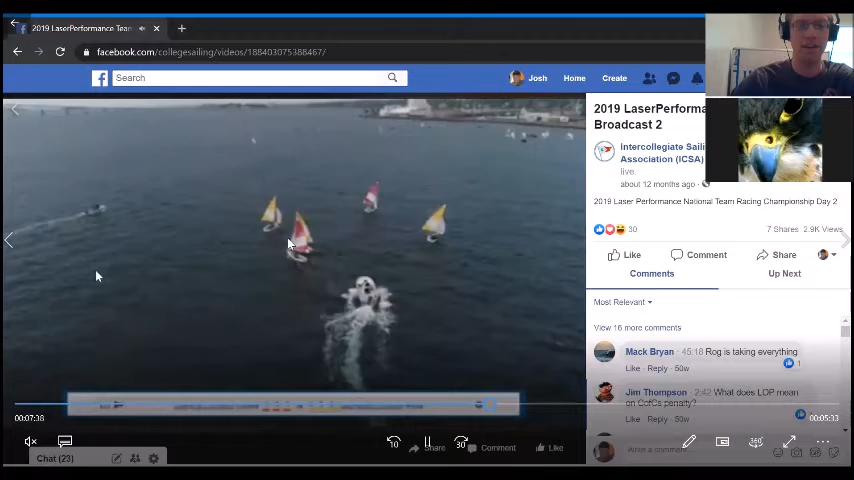 2019 LaserPerformance Team
facebook.com/collegesailing/videos/188403075388467/
Search
Josh
Home
Create
2019 LaserPerforma
Broadcast 2
Intercollegiate Saili
Association (ICSA)
live.
about 12 months ago
2019 Laser Performance National Team Racing Championship Day 2
30
7 Shares
2.9K Views
Like
Comment
Share
Comments
Up Next
Most Relevant
View 16 more comments
Mack Bryan 45:18 Rog is taking everything
1
Like · Reply · 50w
Jim Thompson 2:42 What does LOP mean
on CofCs penalty?
Like · Reply · 50w
Write a comment...
00:07:38
00:05:33
10
30
360
Share
Comment
Like
Chat (23)